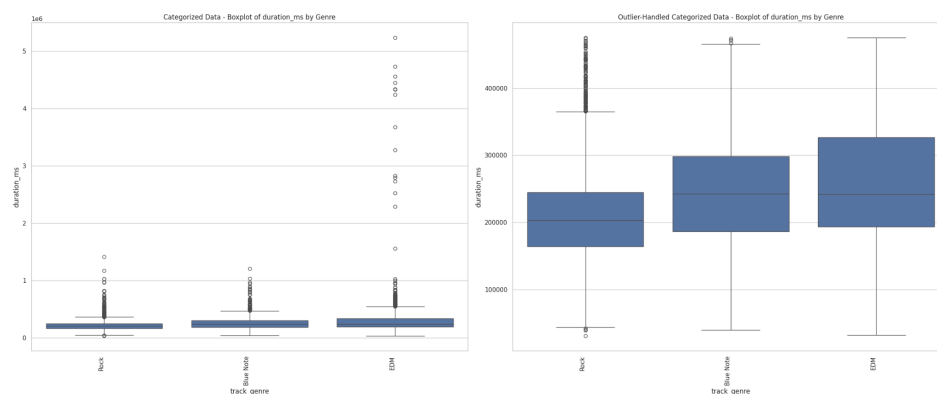 Categorized Data - Boxplot of duration_ms by Genre
1e6
5
4
3
2
1
0
duration_ms
Rock
Blue Note
EDM
track_genre
Outlier-Handled Categorized Data - Boxplot of duration_ms by Genre
400000
300000
200000
100000
duration_ms
Rock
Blue Note
EDM
track_genre